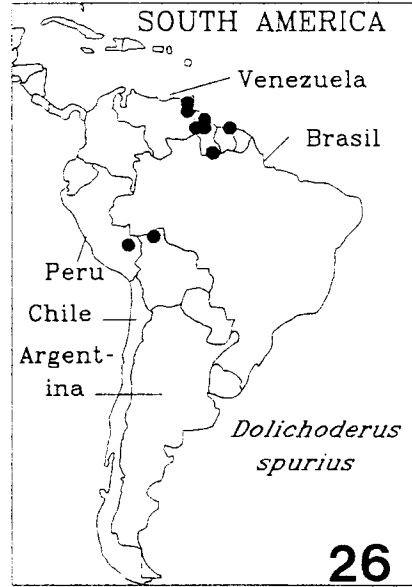 SOUTH AMERICA
Venezuela
Brasil
Peru
Chile
Argent-
ina
Dolichoderus
spurius
26